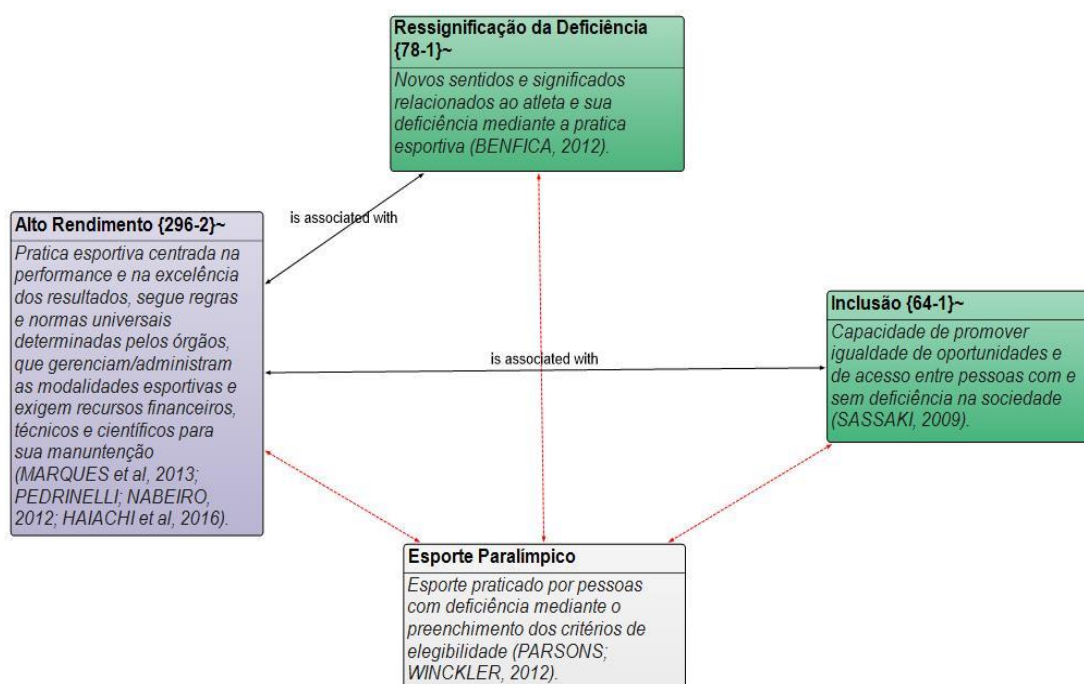 Ressignificação da Deficiência
{78-1}~
Novos sentidos e significados
relacionados ao atleta e sua
deficiência mediante a pratica
esportiva (BENFICA, 2012).
is associated with
Alto Rendimento {296-2}~
Pratica esportiva centrada na
performance e na excelência
dos resultados, segue regras
e normas universais
determinadas pelos órgãos,
que gerenciam/administram
as modalidades esportivas e
exigem recursos financeiros,
técnicos e científicos para
sua manuntenção
(MARQUES et al, 2013;
PEDRINELLI; NABEIRO,
2012; HAIACHI et al, 2016).
is associated with
Inclusão {64-1}~
Capacidade de promover
igualdade de oportunidades e
de acesso entre pessoas com e
sem deficiência na sociedade
(SASSAKI, 2009).
Esporte Paralímpico
Esporte praticado por pessoas
com deficiência mediante o
preenchimento dos critérios de
elegibilidade (PARSONS;
WINCKLER, 2012).